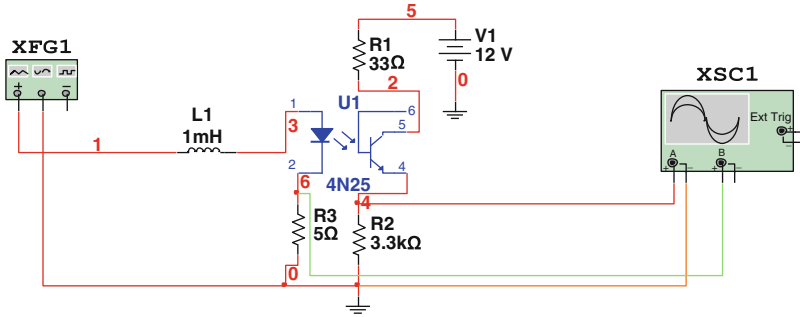 5
XFG1
R1
33Ω
V1
12 V
2
0
XSC1
L1
1mH
1
U1
6
5
Ext Trig
+
−
+
−
1
3
1
2
4
A
B
+
−
+
−
6
4N25
4
R3
5Ω
R2
3.3kΩ
0